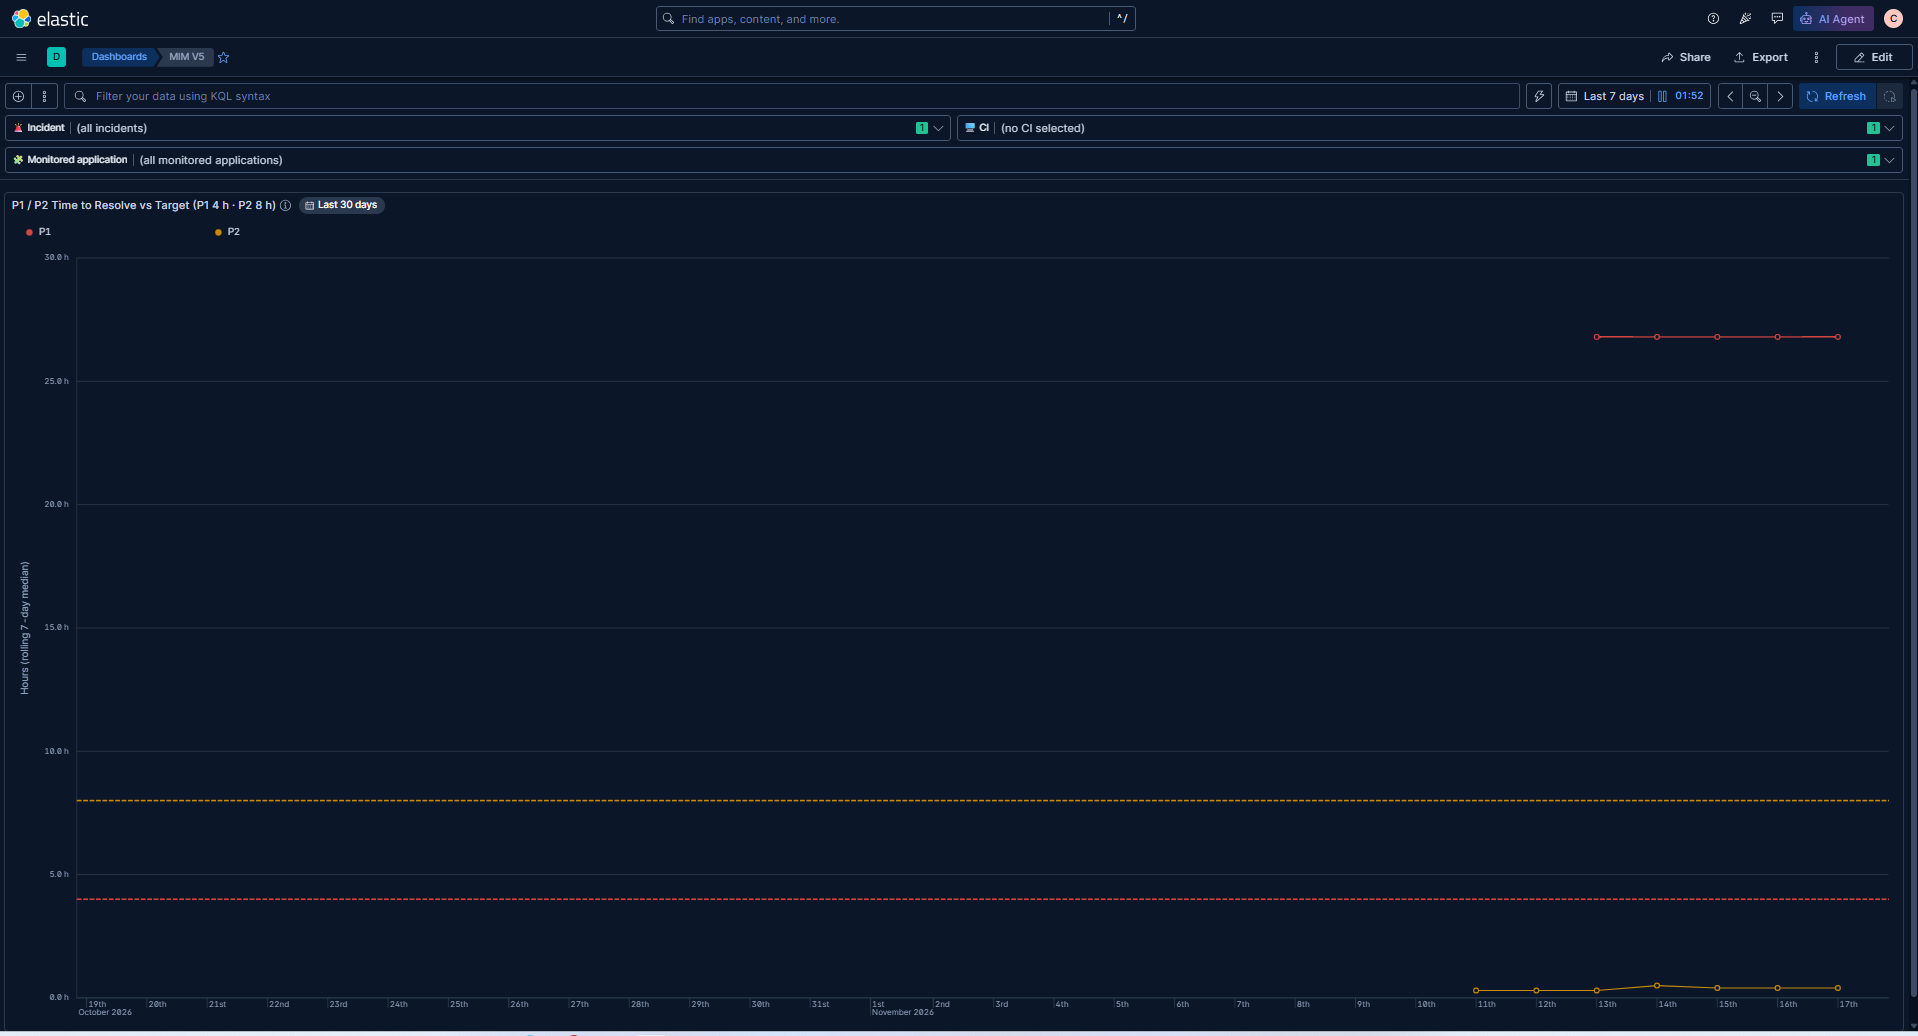 elastic
Find apps, content, and more.
^/
AI Agent
C
D
Dashboards
MIM V5
Share
Export
Edit
Filter your data using KQL syntax
Last 7 days
01:52
Refresh
Incident
(all incidents)
1
CI
(no CI selected)
1
Monitored application
(all monitored applications)
1
P1 / P2 Time to Resolve vs Target (P1 4 h · P2 8 h)
Last 30 days
P1
P2
30.0 h
25.0 h
20.0 h
15.0 h
10.0 h
5.0 h
0.0 h
Hours (rolling 7-day median)
19th
20th
21st
22nd
23rd
24th
25th
26th
27th
28th
29th
30th
31st
1st
2nd
3rd
4th
5th
6th
7th
8th
9th
10th
11th
12th
13th
14th
15th
16th
17th
October 2026
November 2026